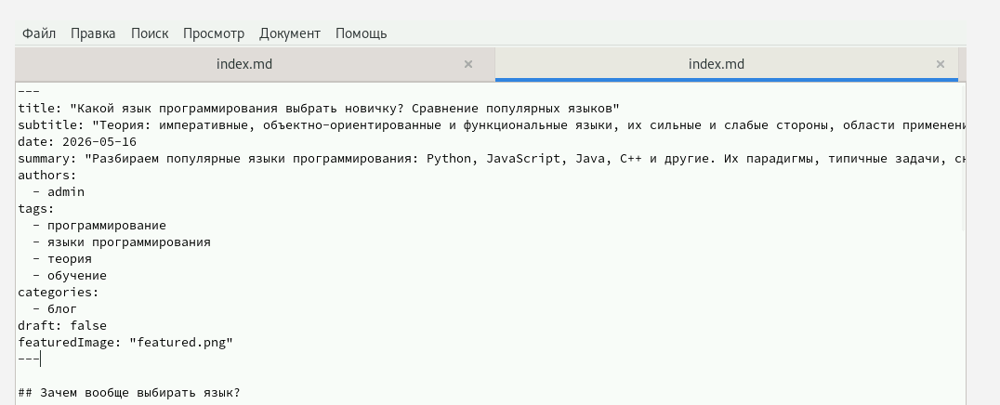 Файл Правка Поиск Просмотр Документ Помощь
index.md × index.md ×
---
title: "Какой язык программирования выбрать новичку? Сравнение популярных языков"
subtitle: "Теория: императивные, объектно-ориентированные и функциональные языки, их сильные и слабые стороны, области применени
date: 2026-05-16
summary: "Разбираем популярные языки программирования: Python, JavaScript, Java, C++ и другие. Их парадигмы, типичные задачи,
authors:
  - admin
tags:
  - программирование
  - языки программирования
  - теория
  - обучение
categories:
  - блог
draft: false
featuredImage: "featured.png"
---
## Зачем вообще выбирать язык?